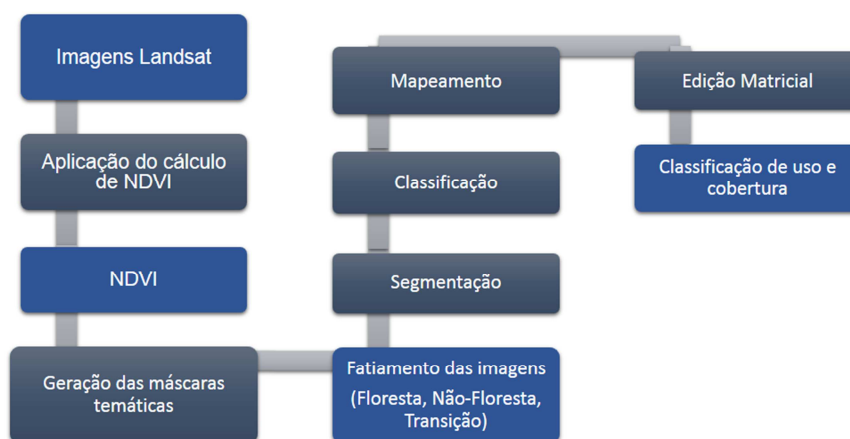 Imagens Landsat
Aplicação do cálculo
de NDVI
NDVI
Geração das máscaras
temáticas
Fatiamento das imagens
(Floresta, Não-Floresta,
Transição)
Segmentação
Classificação
Mapeamento
Edição Matricial
Classificação de uso e
cobertura